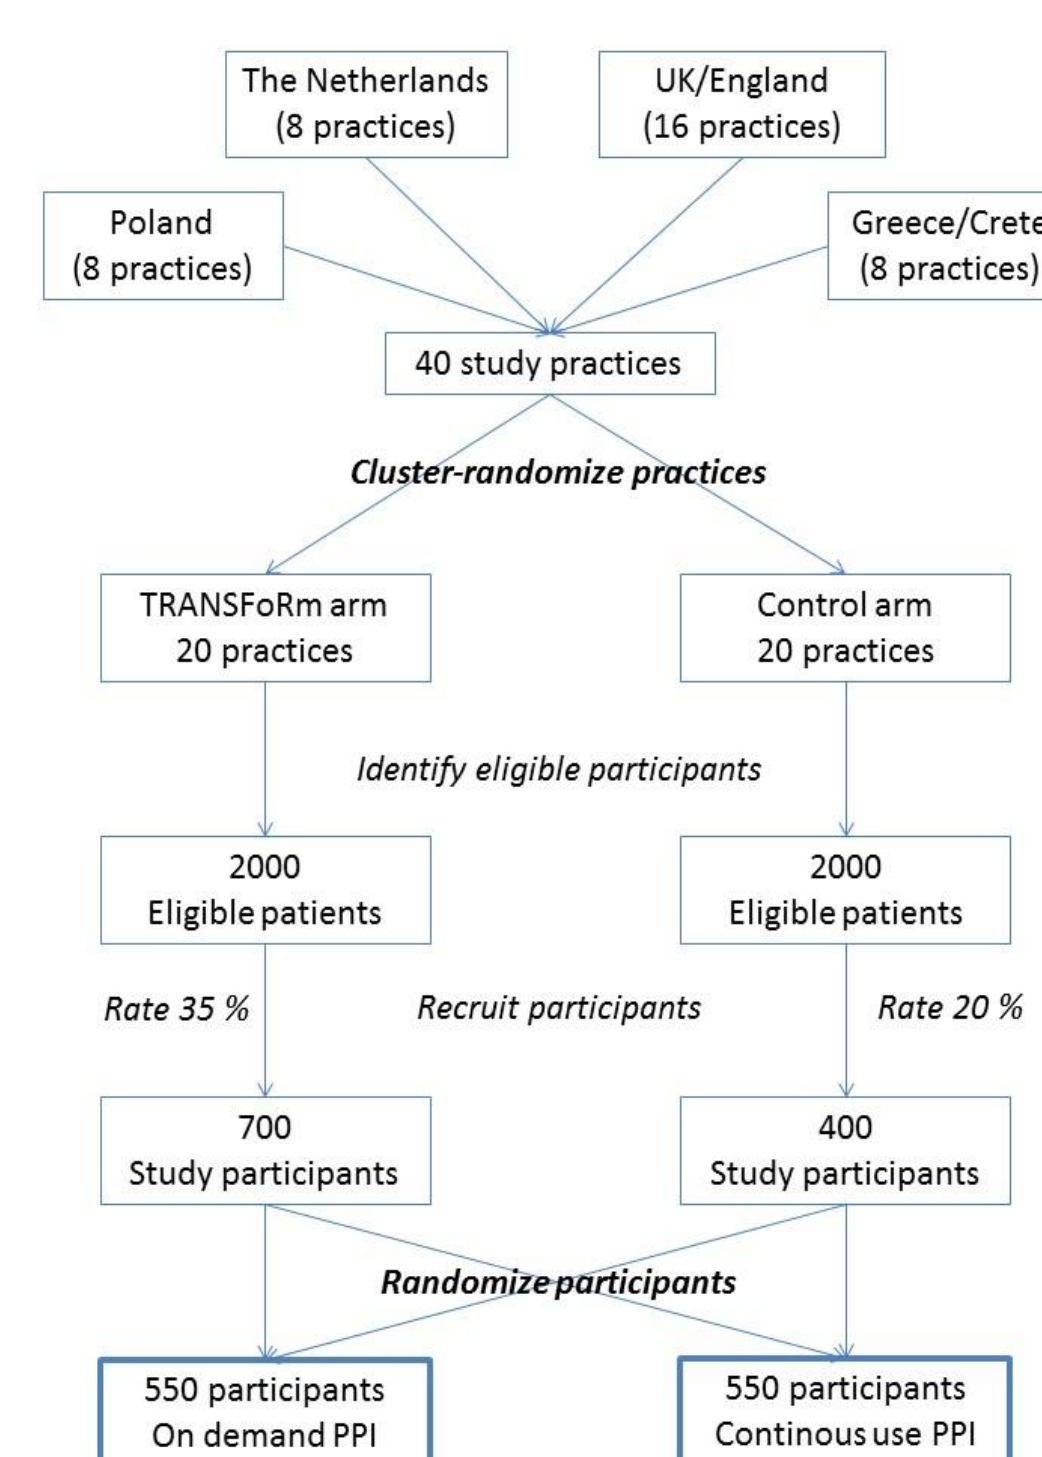 The Netherlands
(8 practices)
UK/England
(16 practices)
Poland
(8 practices)
Greece/Crete
(8 practices)
40 study practices
Cluster-randomize practices
TRANSFoRm arm
20 practices
Control arm
20 practices
Identify eligible participants
2000
Eligible patients
2000
Eligible patients
Rate 35 %
Recruit participants
Rate 20 %
700
Study participants
400
Study participants
Randomize participants
550 participants
On demand PPI
550 participants
Continous use PPI